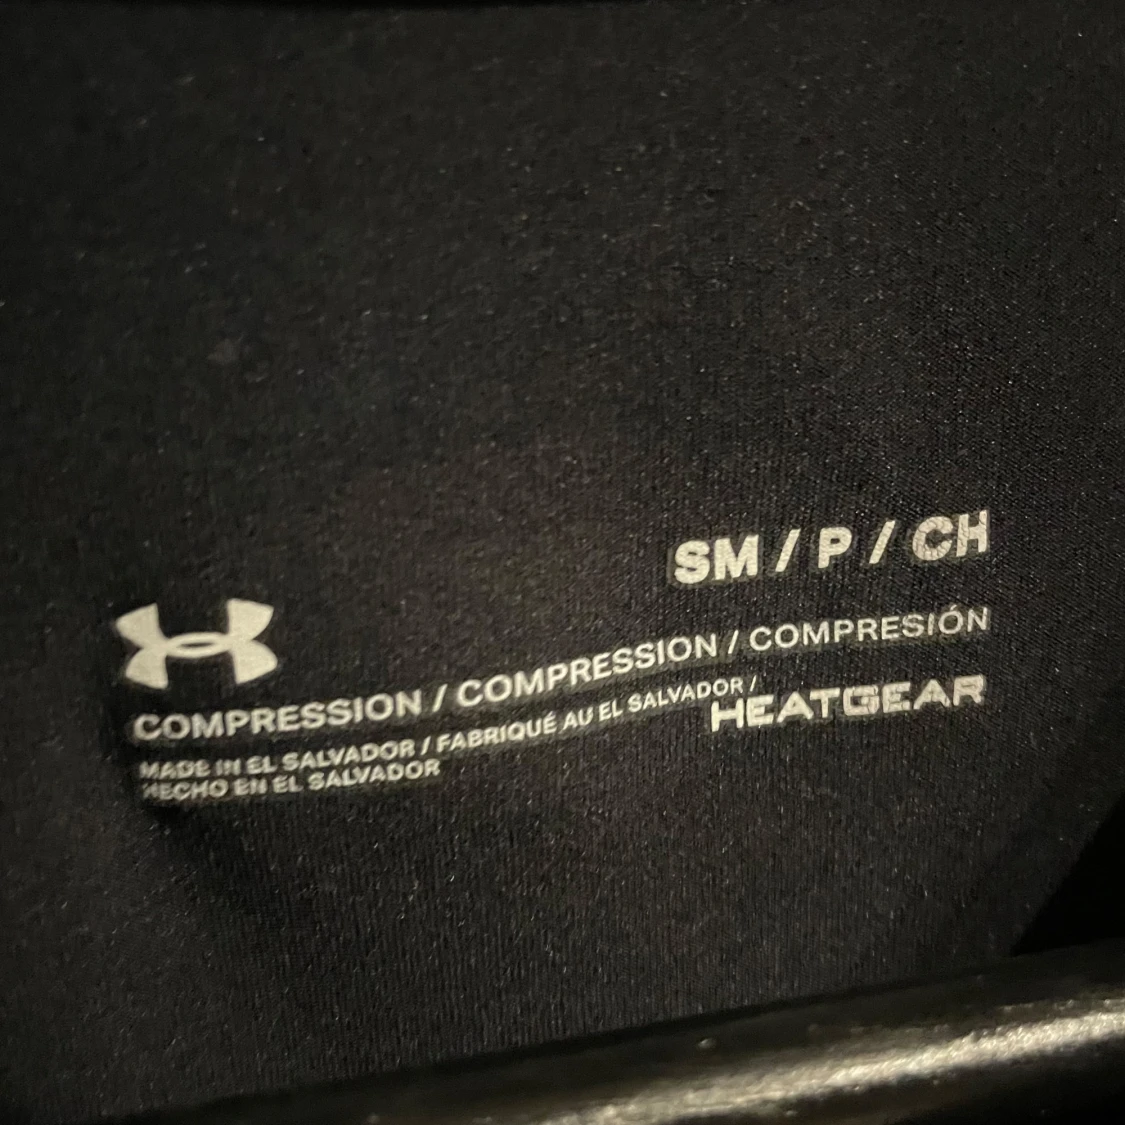 SM / P / CH
COMPRESSION / COMPRESSION / COMPRESIÓN
MADE IN EL SALVADOR / FABRIQUÉ AU EL SALVADOR /
HECHO EN EL SALVADOR
HEATGEAR